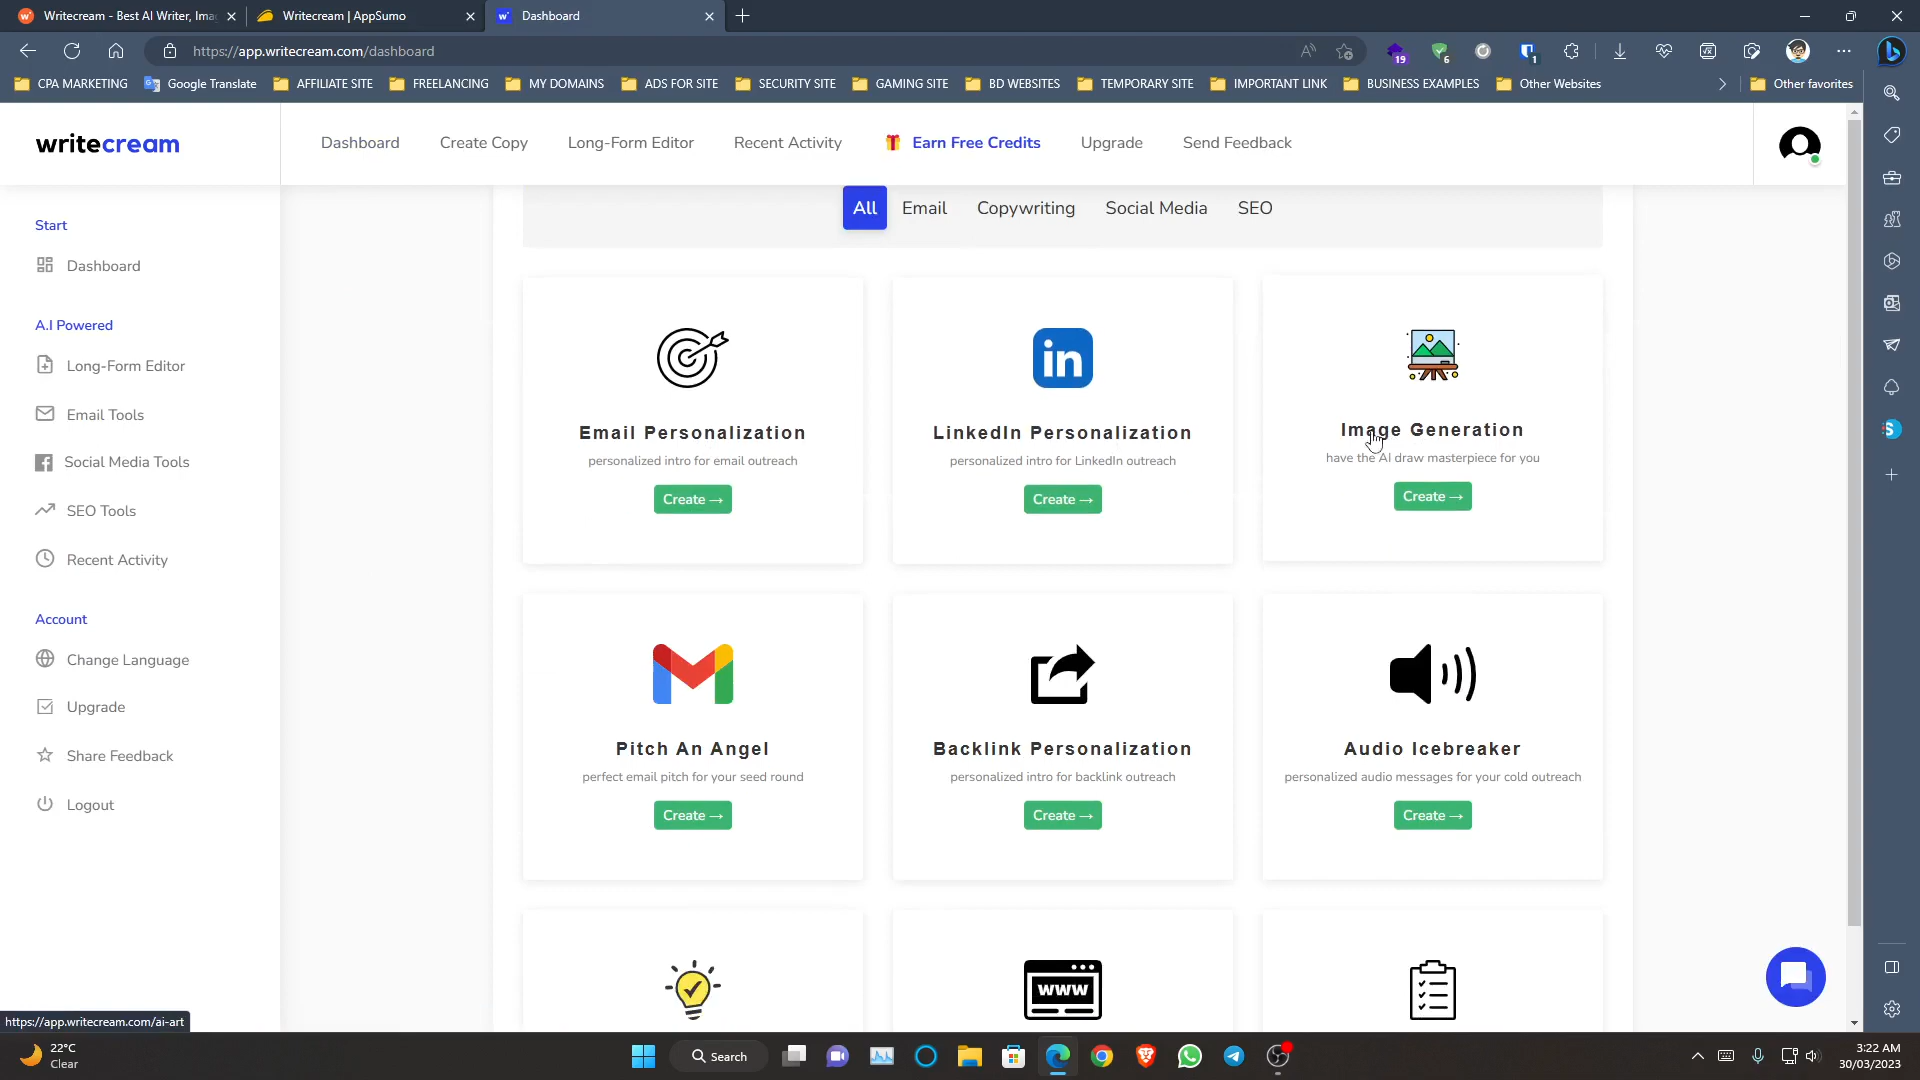 Writecream - Best AI Writer, Ima
Writecream | AppSumo
Dashboard
https://app.writecream.com/dashboard
19
6
1
CPA MARKETING
Google Translate
AFFILIATE SITE
FREELANCING
MY DOMAINS
ADS FOR SITE
SECURITY SITE
GAMING SITE
BD WEBSITES
TEMPORARY SITE
IMPORTANT LINK
BUSINESS EXAMPLES
Other Websites
Other favorites
writecream
Dashboard
Create Copy
Long-Form Editor
Recent Activity
Earn Free Credits
Upgrade
Send Feedback
Start
Dashboard
A.I Powered
Long-Form Editor
Email Tools
Social Media Tools
SEO Tools
Recent Activity
Account
Change Language
Upgrade
Share Feedback
Logout
All
Email
Copywriting
Social Media
SEO
in
Email Personalization
personalized intro for email outreach
Create →
LinkedIn Personalization
personalized intro for LinkedIn outreach
Create →
Image Generation
have the AI draw masterpiece for you
Create →
Pitch An Angel
perfect email pitch for your seed round
Create →
Backlink Personalization
personalized intro for backlink outreach
Create →
Audio Icebreaker
personalized audio messages for your cold outreach
Create →
www
https://app.writecream.com/ai-art
22°C
Clear
Search
3:22 AM
30/03/2023